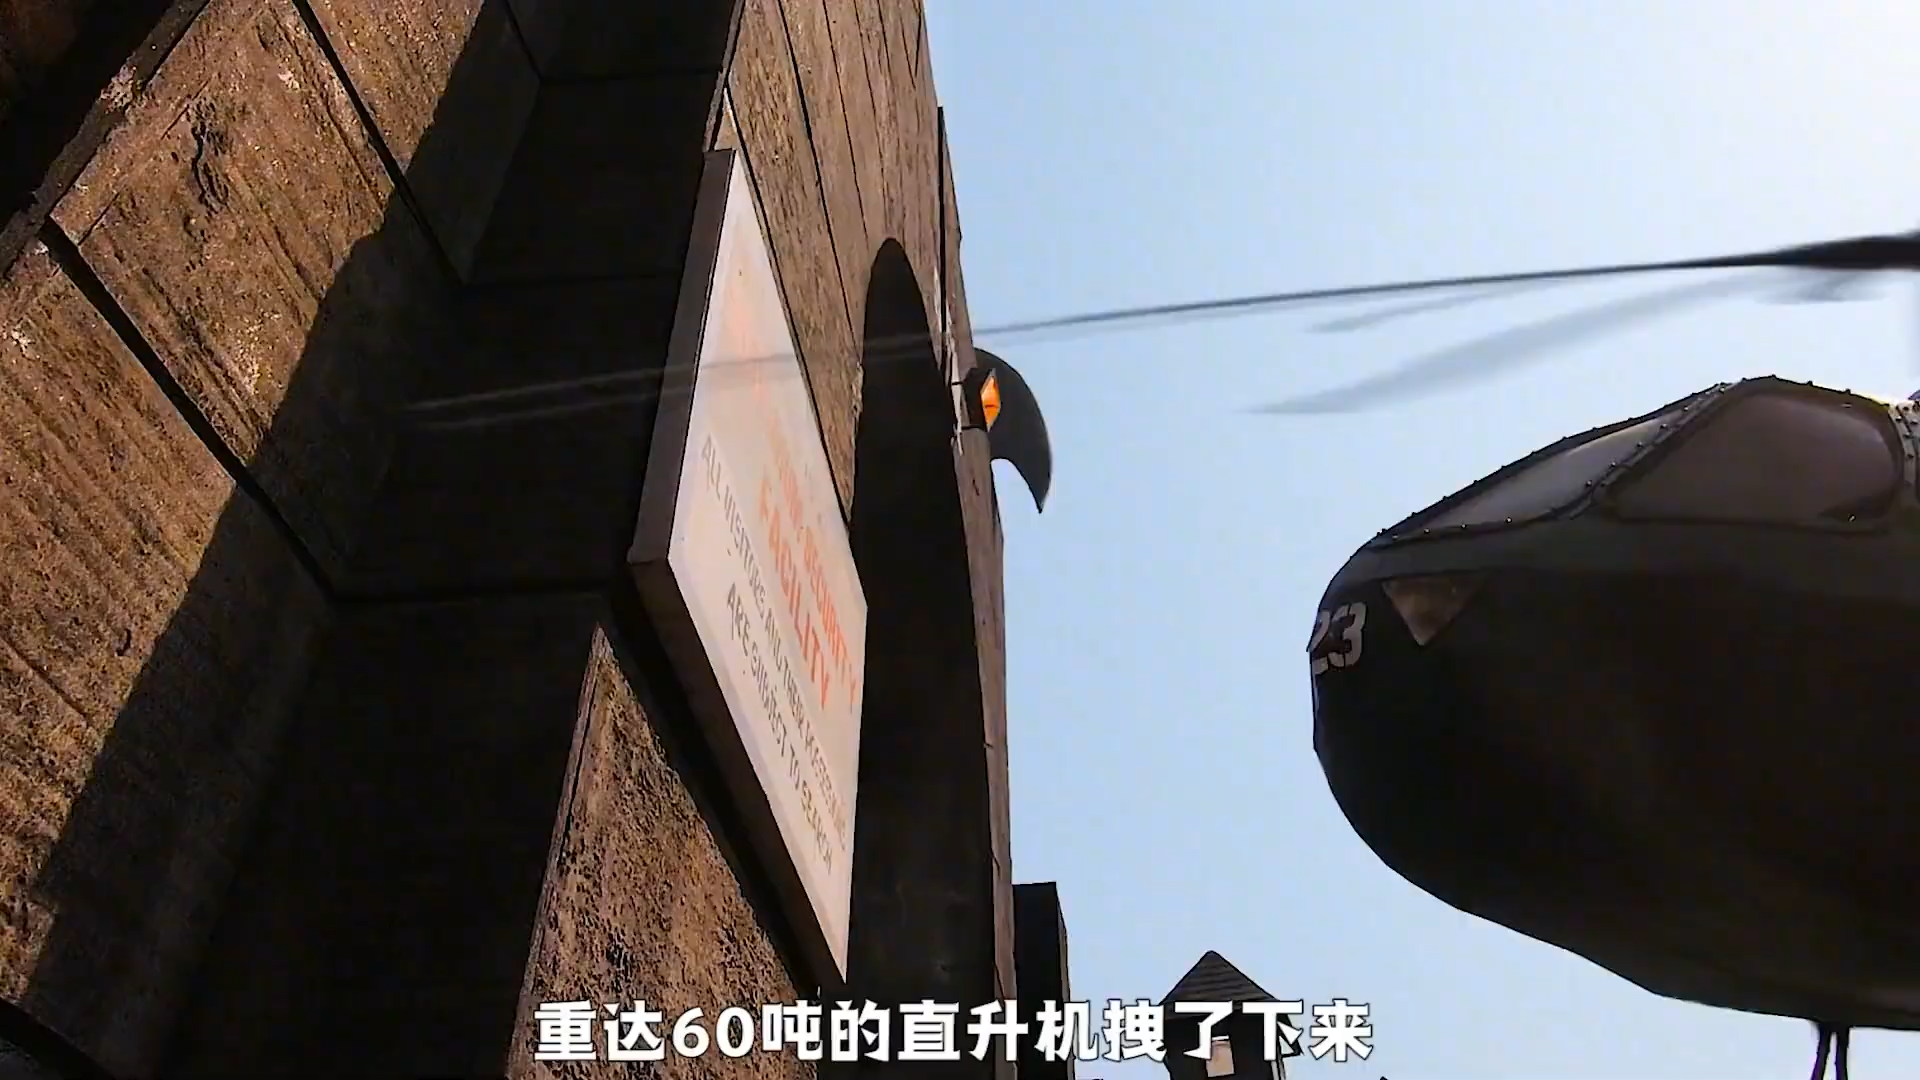 SECURITY
FACILITY
ALL VISITORS AND THEIR
ARE SUBJECT TO SEARCH
23
重达60吨的直升机拽了下来